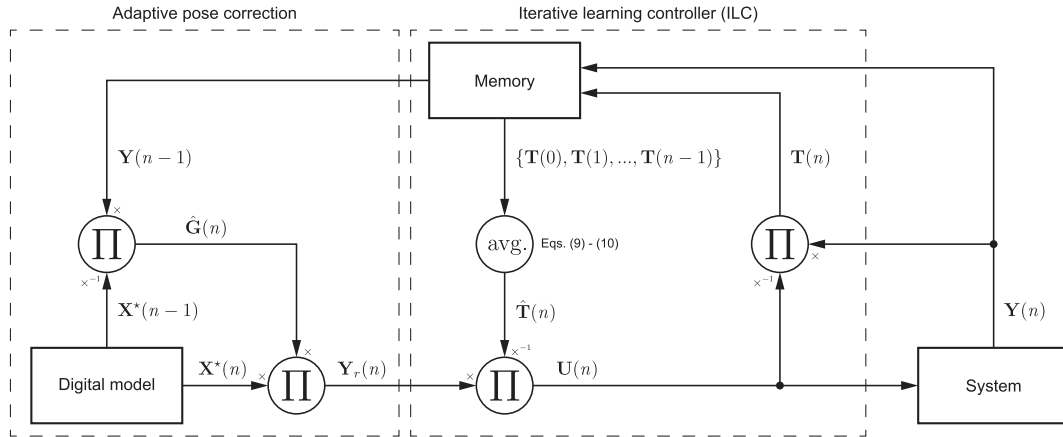 Adaptive pose correction
Iterative learning controller (ILC)
Memory
Y(n − 1)
{T(0), T(1), ..., T(n − 1)}
T(n)
×
Ĝ(n)
∏
avg.
Eqs. (9) - (10)
∏
×
×⁻¹
×⁻¹
X⋆(n − 1)
T̂(n)
Y(n)
×
×⁻¹
Digital model
X⋆(n)
×
∏
Yᵣ(n)
×
∏
U(n)
System